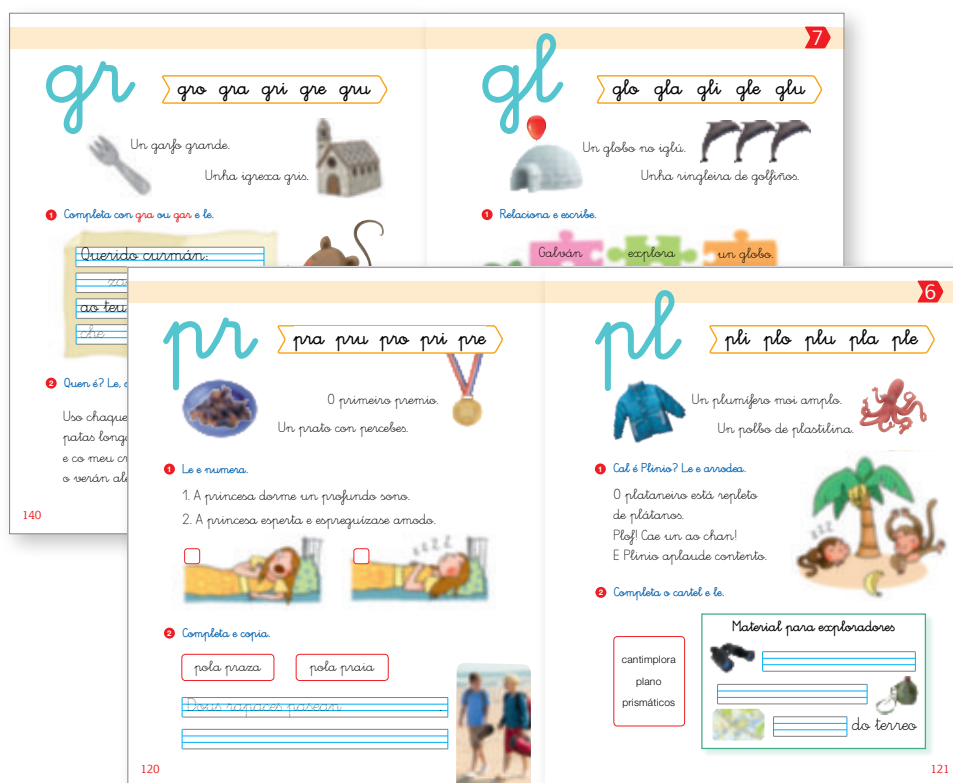 7
gr
gro gra gri gre gru
Un garfo grande.
Unha igrexa gris.
1 Completa con gra ou gar e le.
Querido curmán:
ao teu
che
2 Quen é? Le,
Uso chaque
patas long
e co meu
o verán
140
gl
glo gla gli gle glu
Un globo no iglú.
Unha ringleira de golfiños.
1 Relaciona e escribe.
Galván explora un globo.
pr
pra pru pro pri pre
O primeiro premio.
Un prato con percebes.
1 Le e numera.
1. A princesa dorme un profundo sono.
2. A princesa esperta e espreguízase amodo.
zzzz
2 Completa e copia.
pola praza pola praia
Dous rapaces pasean .
120
6
pl
pli plo plu pla ple
Un plumífero moi amplo.
Un polbo de plastilina.
1 Cal é Plinio? Le e arrodea.
O plataneiro está repleto
de plátanos.
Plof! Cae un ao chan!
E Plinio aplaude contento.
zzz
2 Completa o cartel e le.
cantimplora
plano
prismáticos
Material para exploradores
do terreo
121